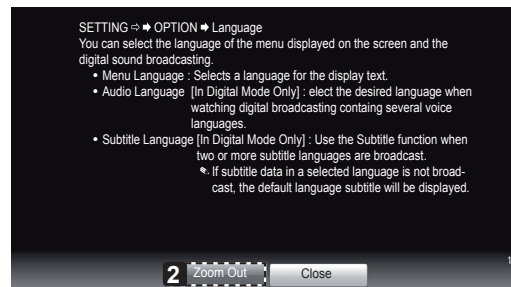 SETTING ⇨ ➡ OPTION ➡ Language
You can select the language of the menu displayed on the screen and the
digital sound broadcasting.
• Menu Language : Selects a language for the display text.
• Audio Language [In Digital Mode Only] : elect the desired language when
watching digital broadcasting containg several voice
languages.
• Subtitle Language [In Digital Mode Only] : Use the Subtitle function when
two or more subtitle languages are broadcast.
If subtitle data in a selected language is not broad-
cast, the default language subtitle will be displayed.
1
2 Zoom Out Close